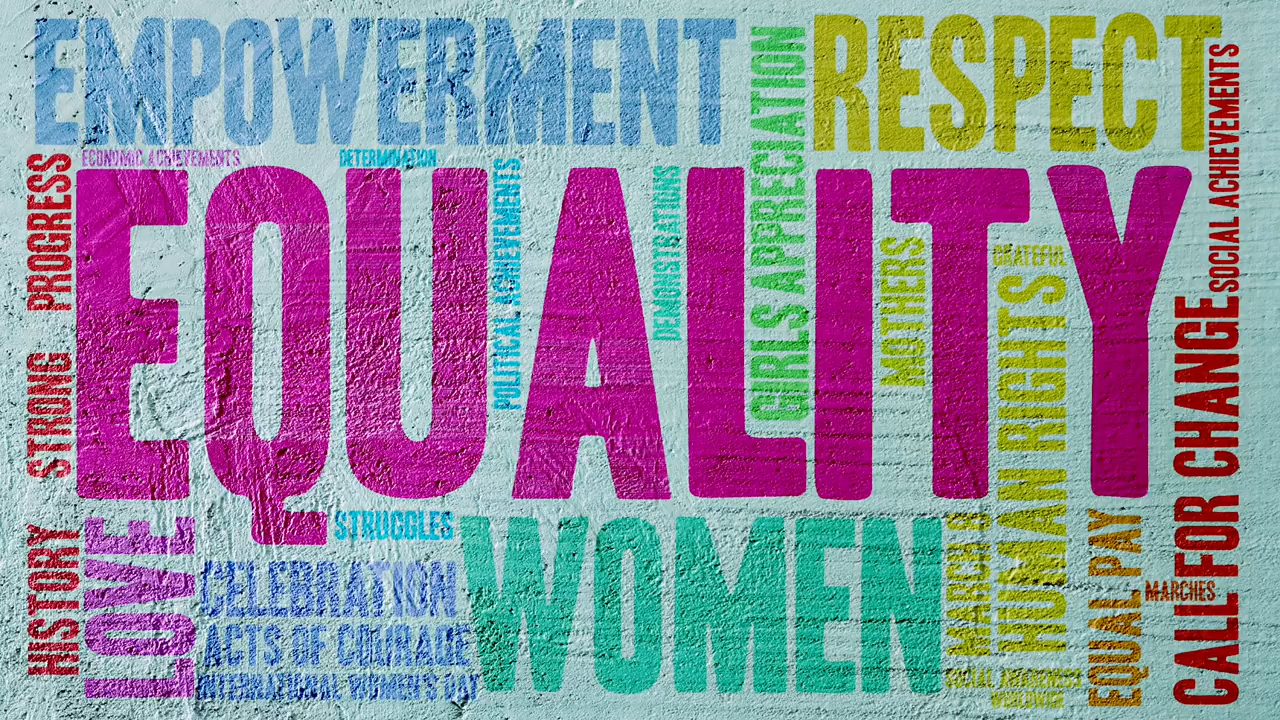 EMPOWERMENT
RESPECT
GIRLS APPRECIATION
SOCIAL ACHIEVEMENTS
ECONOMIC ACHIEVEMENTS
DETERMINATION
PROGRESS
EQUALITY
POLITICAL ACHIEVEMENTS
DEMONSTRATIONS
MOTHERS
GRATEFUL
HUMAN RIGHTS
CALL FOR CHANGE
STRONG
HISTORY
LOVE
STRUGGLES
WOMEN
MARCH 8
EQUAL PAY
MARCHES
CELEBRATION
ACTS OF COURAGE
INTERNATIONAL WOMEN'S DAY
SOCIAL AWARENESS
WORLDWIDE